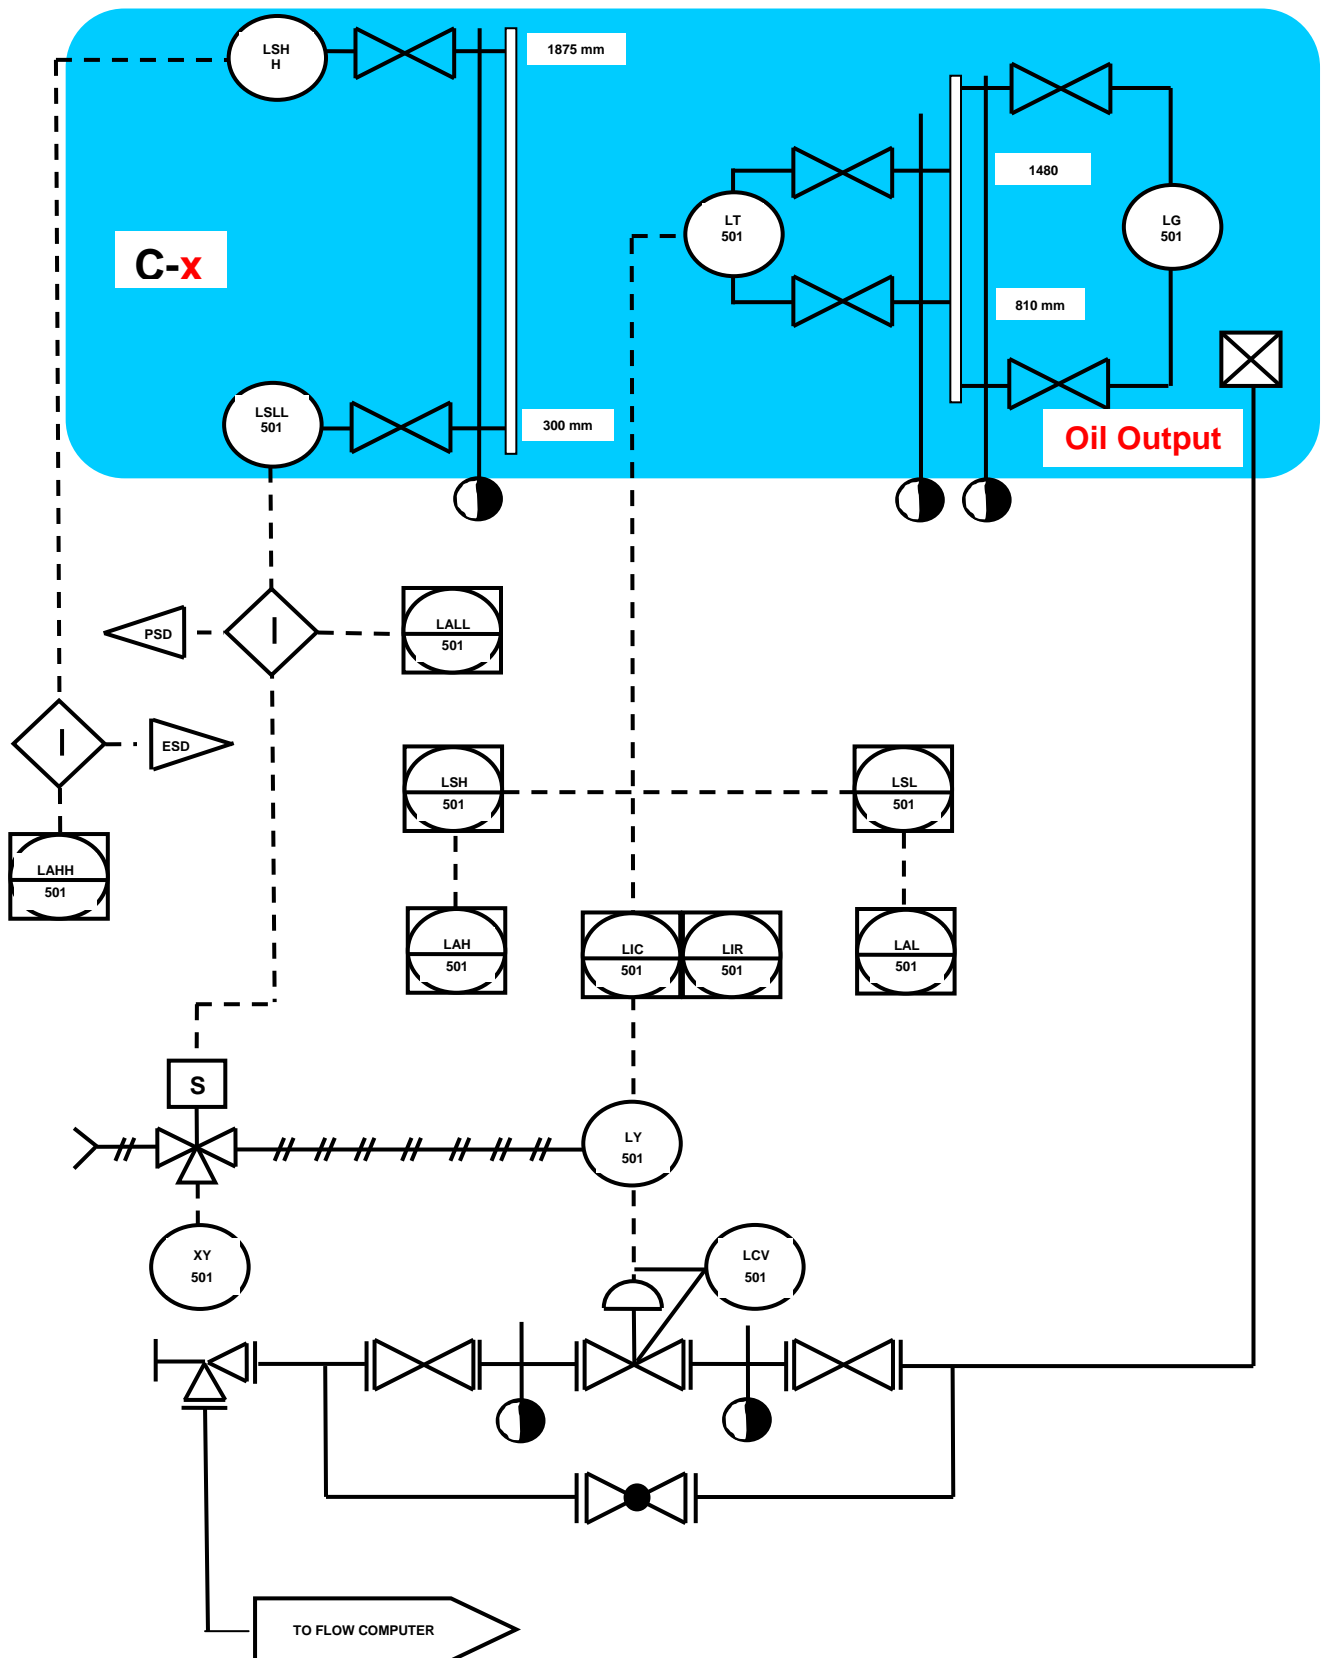 LSH
H
1875 mm
1480
LT
501
LG
501
C-x
810 mm
LSLL
501
300 mm
Oil Output
PSD
I
LALL
501
I
ESD
LSH
501
LSL
501
LAHH
501
LAH
501
LIC
501
LIR
501
LAL
501
S
LY
501
XY
501
LCV
501
TO FLOW COMPUTER